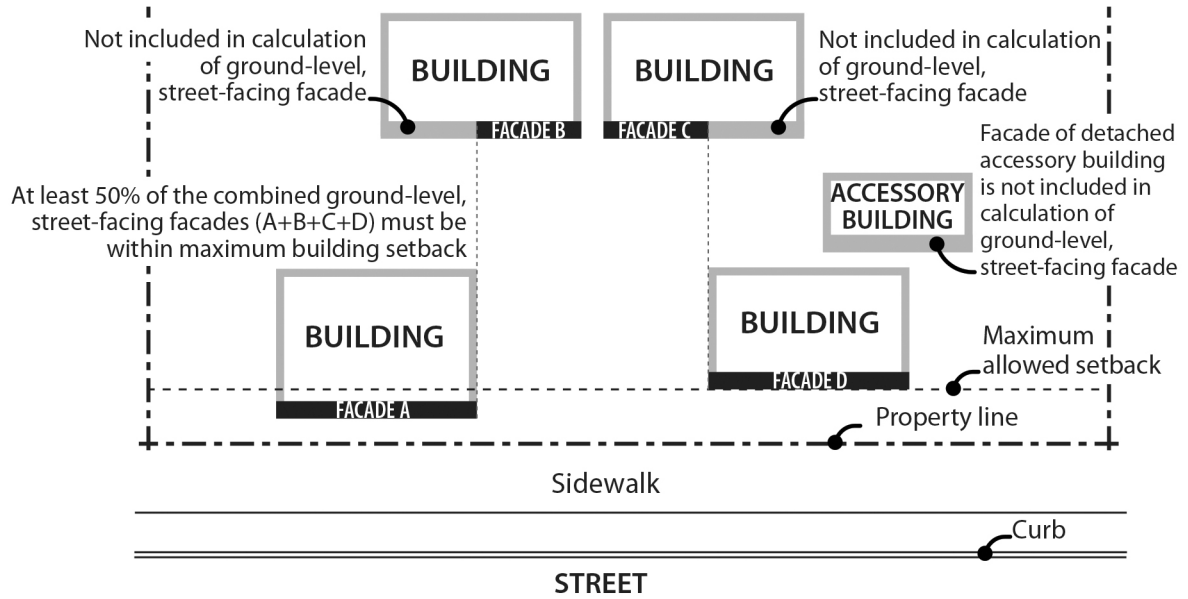 Not included in calculation
of ground-level,
street-facing facade
BUILDING
FACADE B
BUILDING
FACADE C
Not included in calculation
of ground-level,
street-facing facade
At least 50% of the combined ground-level,
street-facing facades (A+B+C+D) must be
within maximum building setback
ACCESSORY
BUILDING
Facade of detached
accessory building
is not included in
calculation of
ground-level,
street-facing facade
BUILDING
FACADE A
BUILDING
FACADE D
Maximum
allowed setback
Property line
Sidewalk
Curb
STREET